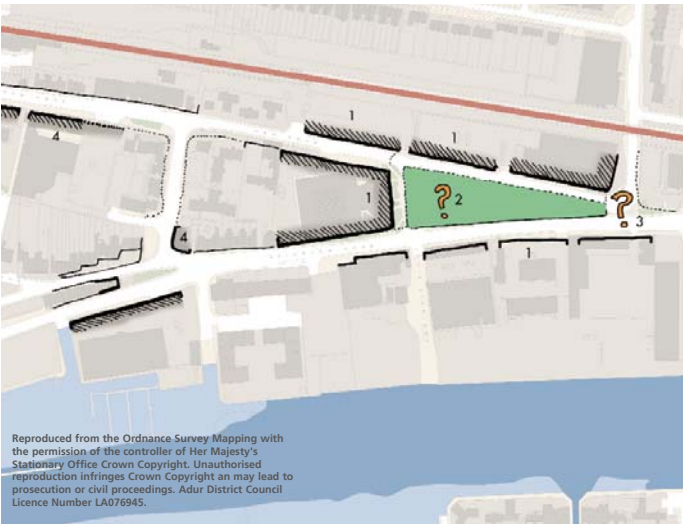 1
1
4
1
? 2
? 3
4
1
Reproduced from the Ordnance Survey Mapping with
the permission of the controller of Her Majesty's
Stationary Office Crown Copyright. Unauthorised
reproduction infringes Crown Copyright an may lead to
prosecution or civil proceedings. Adur District Council
Licence Number LA076945.